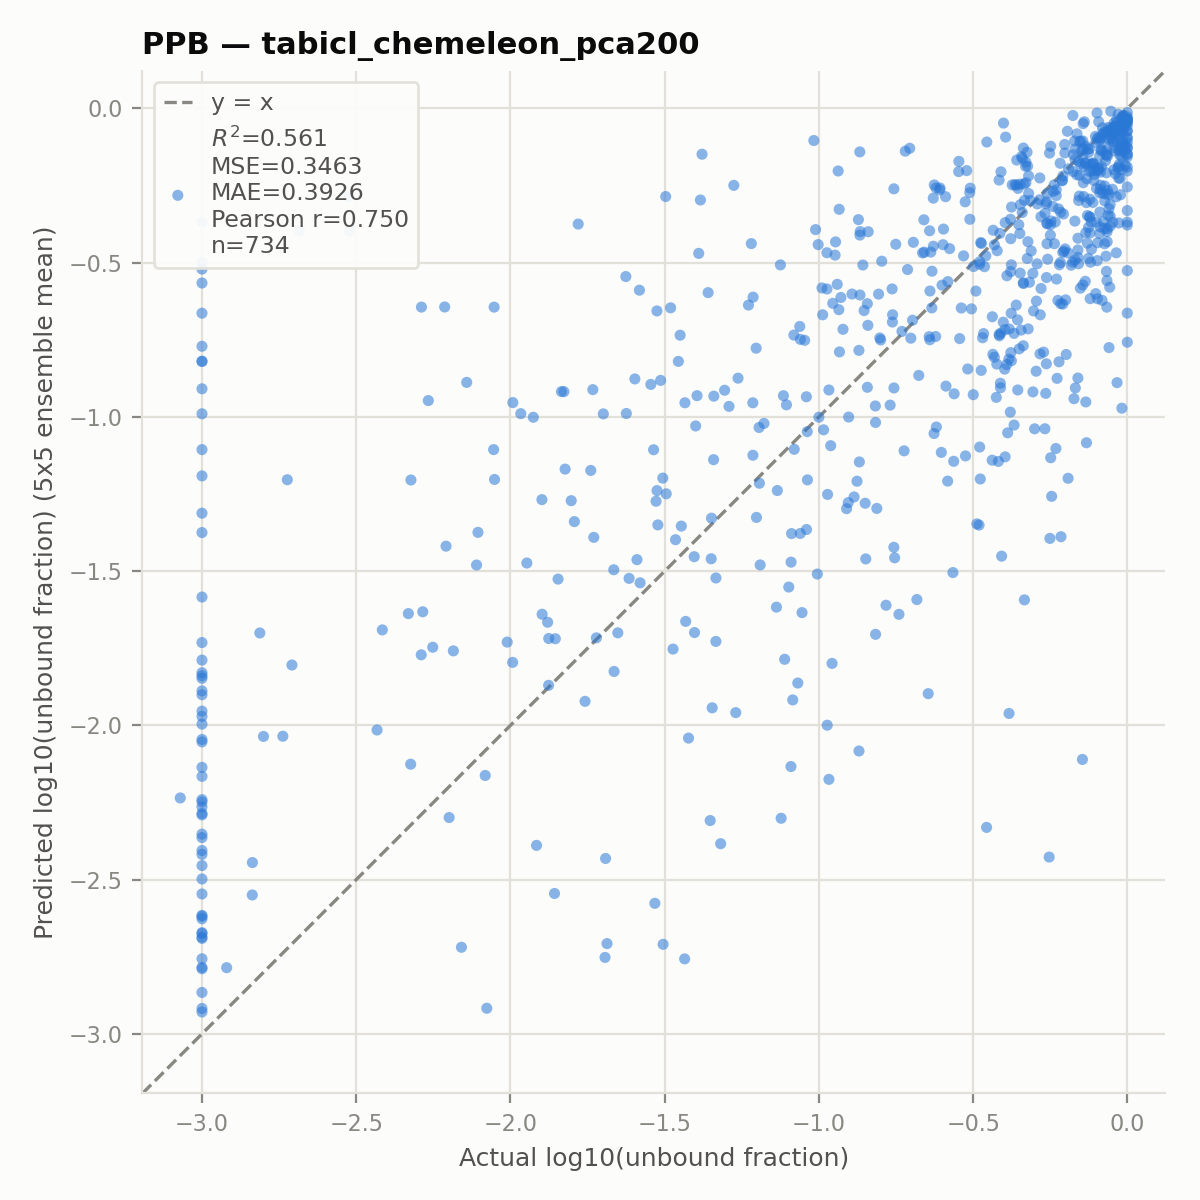 PPB — tabicl_chemeleon_pca200
y = x
R²=0.561
MSE=0.3463
MAE=0.3926
Pearson r=0.750
n=734
Predicted log10(unbound fraction) (5x5 ensemble mean)
0.0
−0.5
−1.0
−1.5
−2.0
−2.5
−3.0
−3.0
−2.5
−2.0
−1.5
−1.0
−0.5
0.0
Actual log10(unbound fraction)